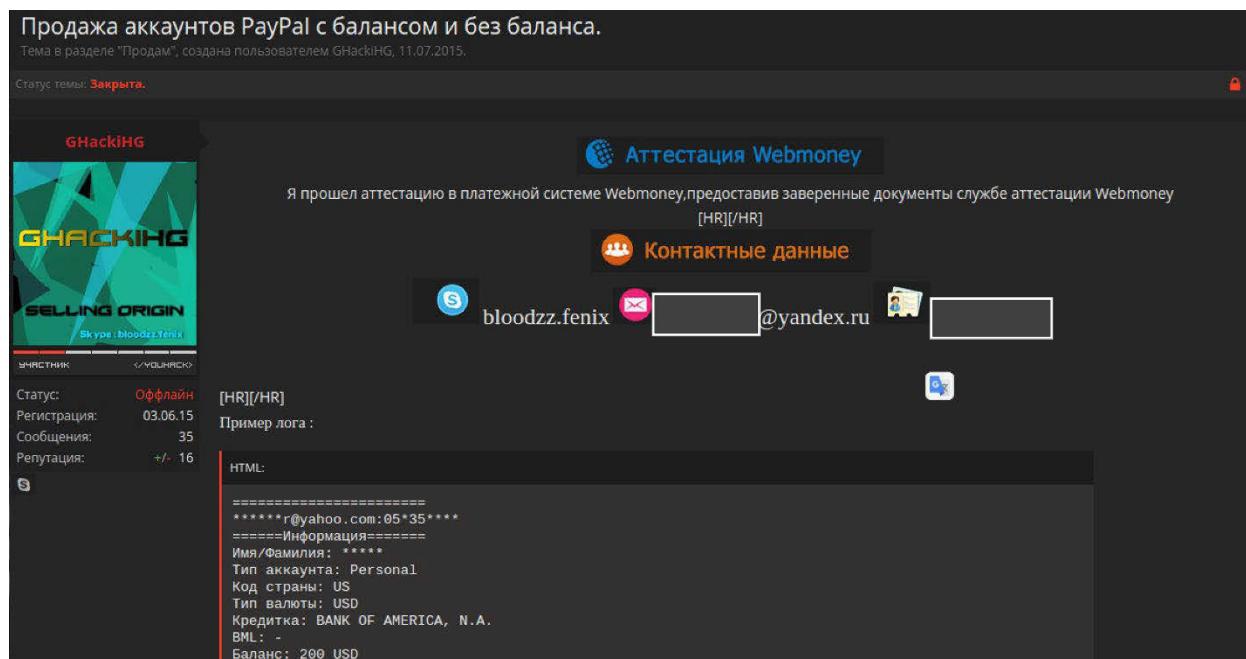 Продажа аккаунтов PayPal с балансом и без баланса.
Тема в разделе "Продам", создана пользователем GHackiHG, 11.07.2015.
Статус темы: Закрыта.
GHackiHG
GHACKIHG
SELLING ORIGIN
Skype:bloodzz.fenix
УЧАСТНИК </YOUHACK>
Статус: Оффлайн
Регистрация: 03.06.15
Сообщения: 35
Репутация: +/- 16
Аттестация Webmoney
Я прошел аттестацию в платежной системе Webmoney,предоставив заверенные документы службе аттестации Webmoney
[HR][/HR]
Контактные данные
bloodzz.fenix @yandex.ru
[HR][/HR]
Пример лога :
HTML:
=======================
******r@yahoo.com:05*35****
======Информация=======
Имя/Фамилия: *****
Тип аккаунта: Personal
Код страны: US
Тип валюты: USD
Кредитка: BANK OF AMERICA, N.A.
BML: -
Баланс: 200 USD